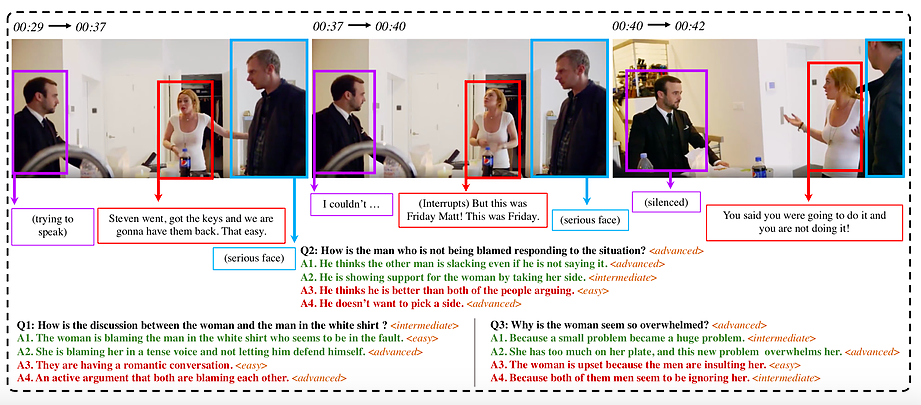 00:29 → 00:37
00:37 → 00:40
00:40 → 00:42
(trying to
speak)
Steven went, got the keys and we are
gonna have them back. That easy.
(serious face)
I couldn't ...
(Interrupts) But this was
Friday Matt! This was Friday.
(serious face)
(silenced)
You said you were going to do it and
you are not doing it!
Q2: How is the man who is not being blamed responding to the situation? <advanced>
A1. He thinks the other man is slacking even if he is not saying it. <advanced>
A2. He is showing support for the woman by taking her side. <intermediate>
A3. He thinks he is better than both of the people arguing. <easy>
A4. He doesn't want to pick a side. <advanced>
Q1: How is the discussion between the woman and the man in the white shirt ? <intermediate>
A1. The woman is blaming the man in the white shirt who seems to be in the fault. <easy>
A2. She is blaming her in a tense voice and not letting him defend himself. <advanced>
A3. They are having a romantic conversation. <easy>
A4. An active argument that both are blaming each other. <advanced>
Q3: Why is the woman seem so overwhelmed? <advanced>
A1. Because a small problem became a huge problem. <intermediate>
A2. She has too much on her plate, and this new problem overwhelms her. <advanced>
A3. The woman is upset because the men are insulting her. <easy>
A4. Because both of them men seem to be ignoring her. <intermediate>